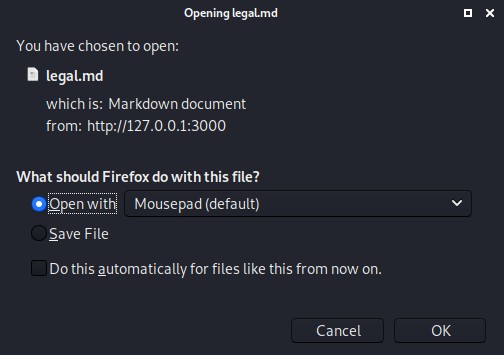 Opening legal.md
You have chosen to open:
legal.md
which is: Markdown document
from: http://127.0.0.1:3000
What should Firefox do with this file?
Open with Mousepad (default)
Save File
Do this automatically for files like this from now on.
Cancel OK